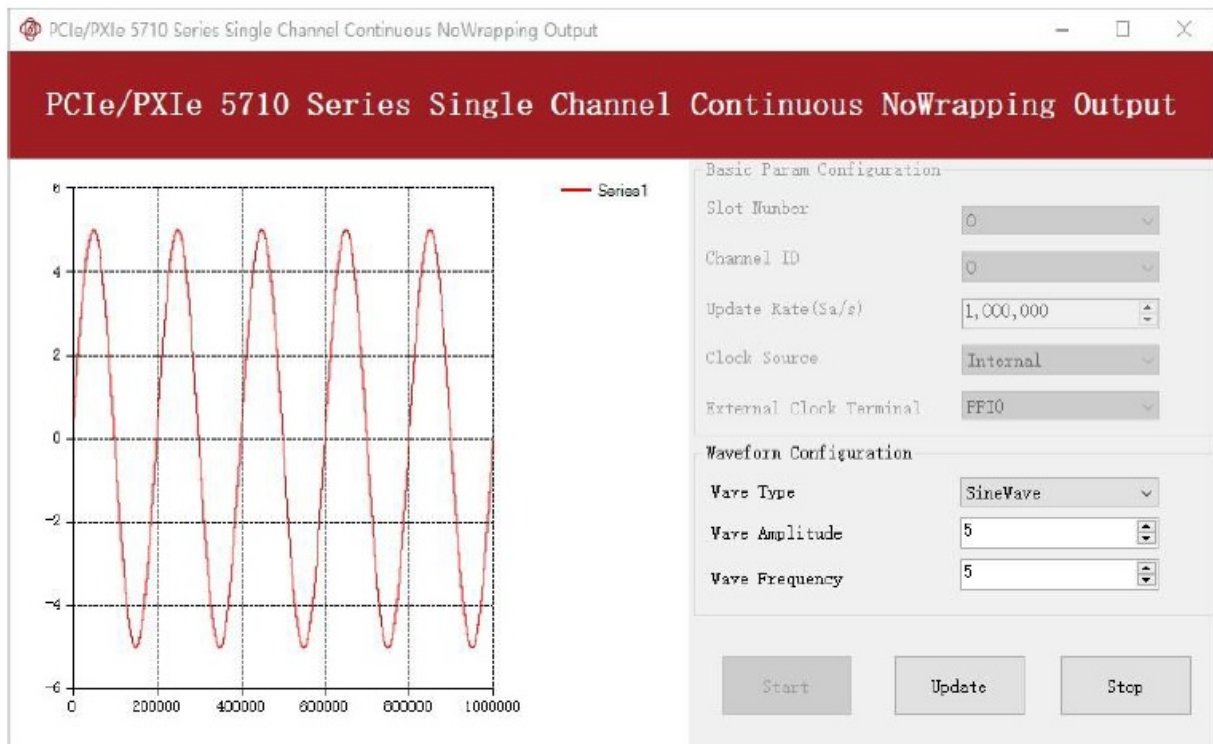 PCIe/PXIe 5710 Series Single Channel Continuous NoWrapping Output
PCIe/PXIe 5710 Series Single Channel Continuous NoWrapping Output
6
4
2
0
-2
-4
-6
0 200000 400000 600000 800000 1000000
Series1
Basic Param Configuration
Slot Number 0
Channel ID 0
Update Rate(Sa/s) 1,000,000
Clock Source Internal
External Clock Terminal PFI0
Waveform Configuration
Wave Type SineWave
Wave Amplitude 5
Wave Frequency 5
Start Update Stop